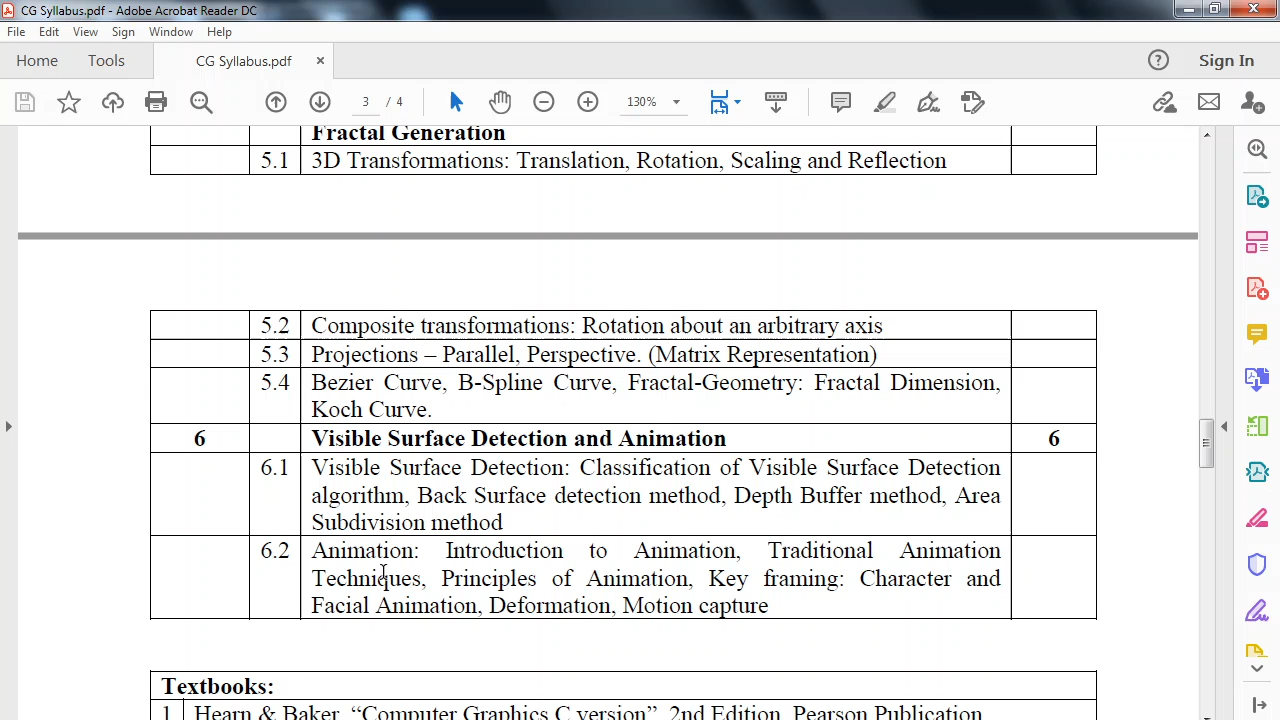 CG Syllabus.pdf - Adobe Acrobat Reader DC
File Edit View Sign Window Help
Home Tools CG Syllabus.pdf × Sign In
3 / 4 130%
Fractal Generation
5.1 3D Transformations: Translation, Rotation, Scaling and Reflection
5.2 Composite transformations: Rotation about an arbitrary axis
5.3 Projections – Parallel, Perspective. (Matrix Representation)
5.4 Bezier Curve, B-Spline Curve, Fractal-Geometry: Fractal Dimension,
Koch Curve.
6 Visible Surface Detection and Animation 6
6.1 Visible Surface Detection: Classification of Visible Surface Detection
algorithm, Back Surface detection method, Depth Buffer method, Area
Subdivision method
6.2 Animation: Introduction to Animation, Traditional Animation
Techniques, Principles of Animation, Key framing: Character and
Facial Animation, Deformation, Motion capture
Textbooks:
1 Hearn & Baker, “Computer Graphics C version”, 2nd Edition, Pearson Publication